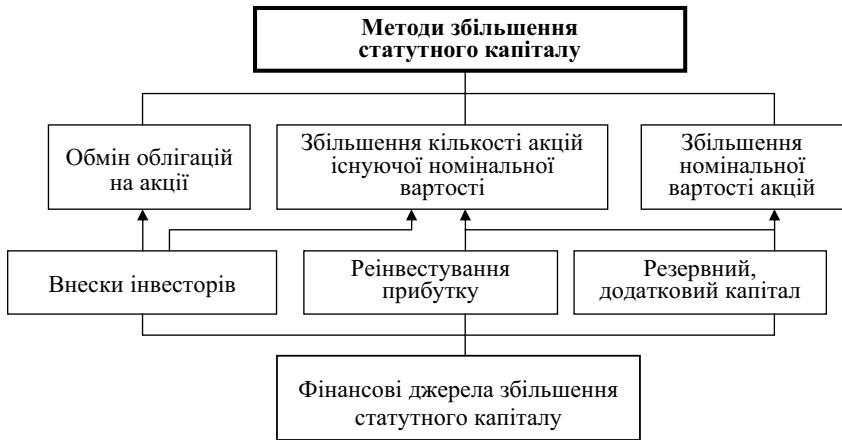 Методи збільшення
статутного капіталу
Обмін облігацій
на акції
Збільшення кількості акцій
існуючої номінальної
вартості
Збільшення
номінальної
вартості акцій
Внески інвесторів
Реінвестування
прибутку
Резервний,
додатковий капітал
Фінансові джерела збільшення
статутного капіталу